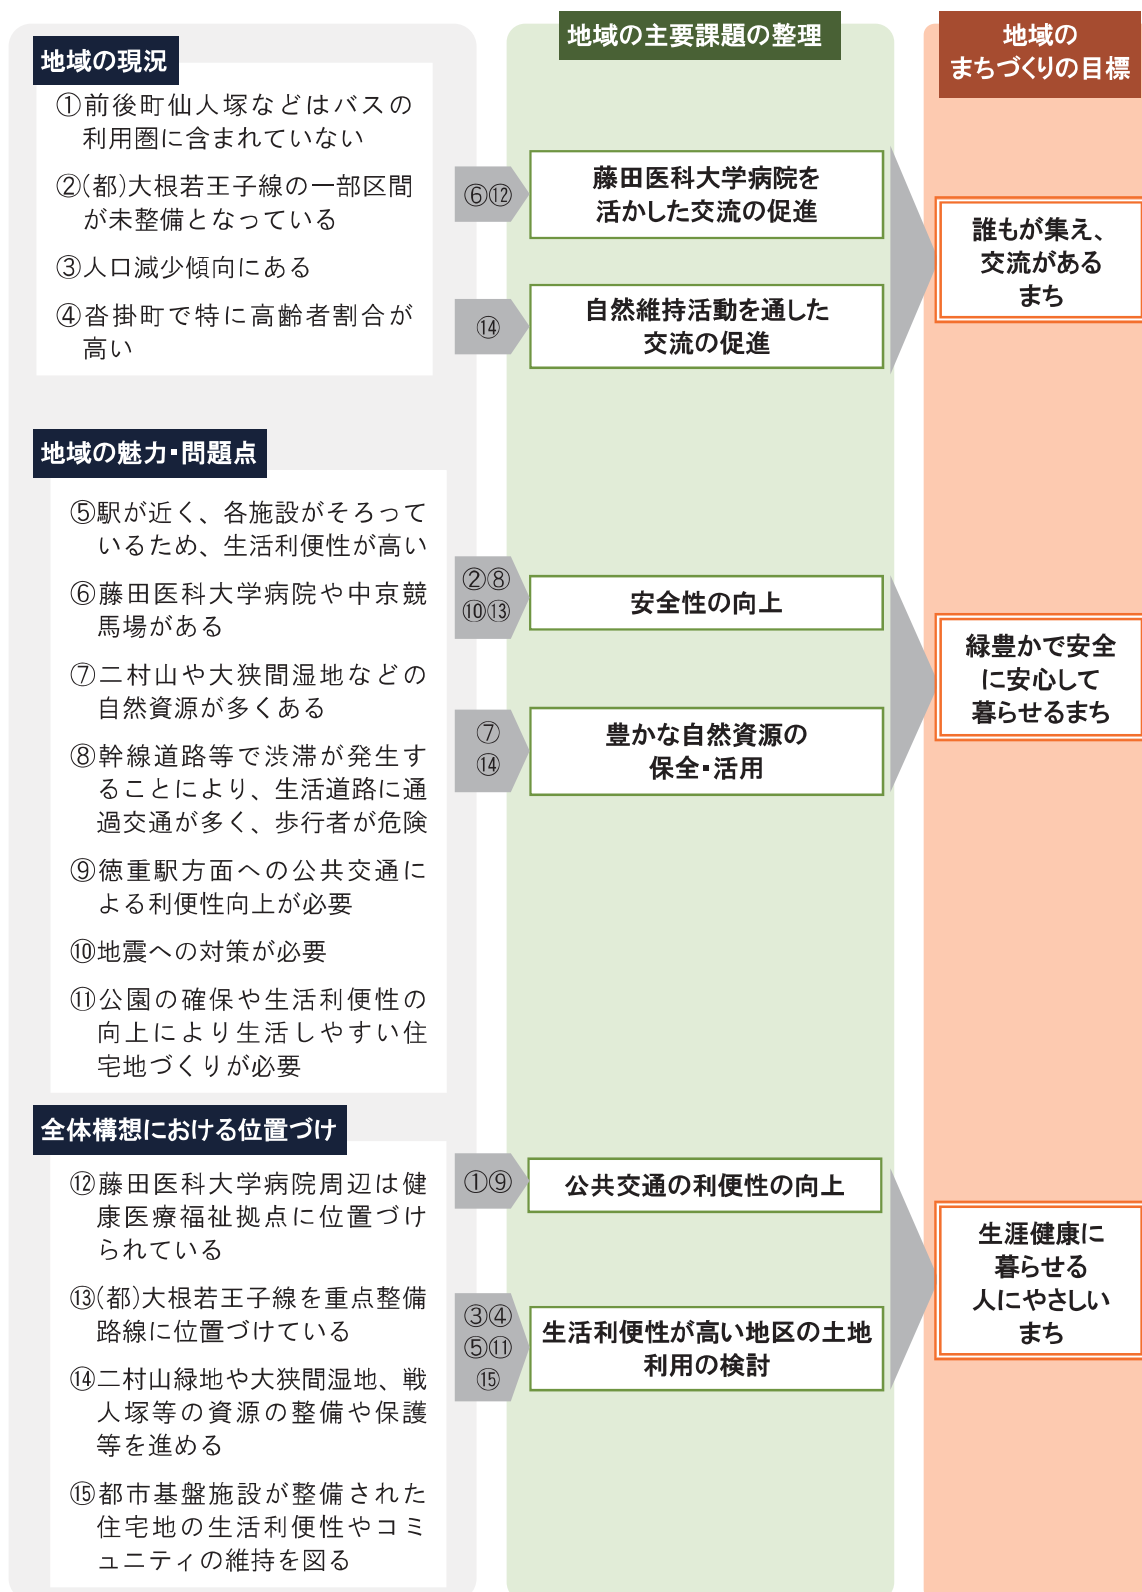 地域の現況
①前後町仙人塚などはバスの
利用圏に含まれていない
②(都)大根若王子線の一部区間
が未整備となっている
③人口減少傾向にある
④沓掛町で特に高齢者割合が
高い
地域の魅力・問題点
⑤駅が近く、各施設がそろって
いるため、生活利便性が高い
⑥藤田医科大学病院や中京競
馬場がある
⑦二村山や大狭間湿地などの
自然資源が多くある
⑧幹線道路等で渋滞が発生す
ることにより、生活道路に通
過交通が多く、歩行者が危険
⑨徳重駅方面への公共交通に
よる利便性向上が必要
⑩地震への対策が必要
⑪公園の確保や生活利便性の
向上により生活しやすい住
宅地づくりが必要
全体構想における位置づけ
⑫藤田医科大学病院周辺は健
康医療福祉拠点に位置づけ
られている
⑬(都)大根若王子線を重点整備
路線に位置づけている
⑭二村山緑地や大狭間湿地、戦
人塚等の資源の整備や保護
等を進める
⑮都市基盤施設が整備された
住宅地の生活利便性やコミ
ュニティの維持を図る
地域の主要課題の整理
⑥⑫
藤田医科大学病院を
活かした交流の促進
⑭
自然維持活動を通した
交流の促進
②⑧
⑩⑬
安全性の向上
⑦
⑭
豊かな自然資源の
保全・活用
①⑨
公共交通の利便性の向上
③④
⑤⑪
⑮
生活利便性が高い地区の土地
利用の検討
地域の
まちづくりの目標
誰もが集え、
交流がある
まち
緑豊かで安全
に安心して
暮らせるまち
生涯健康に
暮らせる
人にやさしい
まち